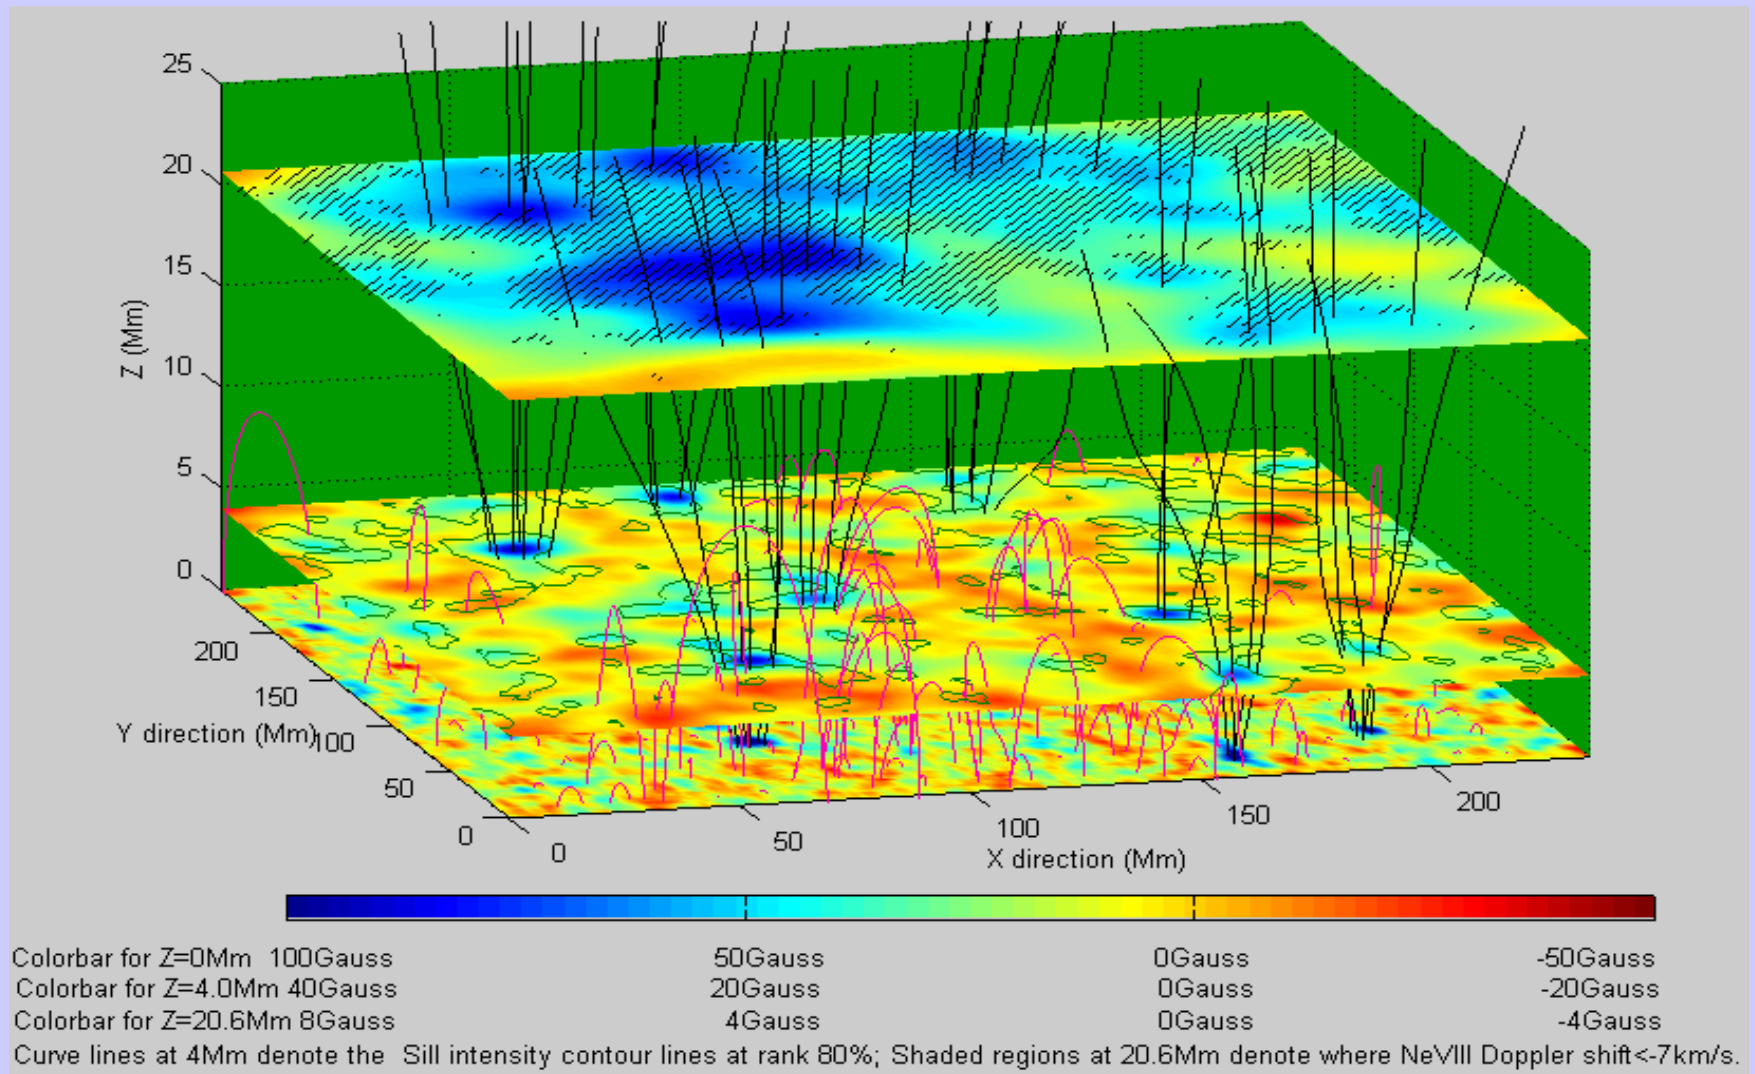 25
20
15
10
5
0
Z (Mm)
200
150
100
50
0
Y direction (Mm)
0
50
100
150
200
X direction (Mm)
Colorbar for Z=0Mm 100Gauss 50Gauss 0Gauss -50Gauss
Colorbar for Z=4.0Mm 40Gauss 20Gauss 0Gauss -20Gauss
Colorbar for Z=20.6Mm 8Gauss 4Gauss 0Gauss -4Gauss
Curve lines at 4Mm denote the Sill intensity contour lines at rank 80%; Shaded regions at 20.6Mm denote where NeVIII Doppler shift<-7km/s.